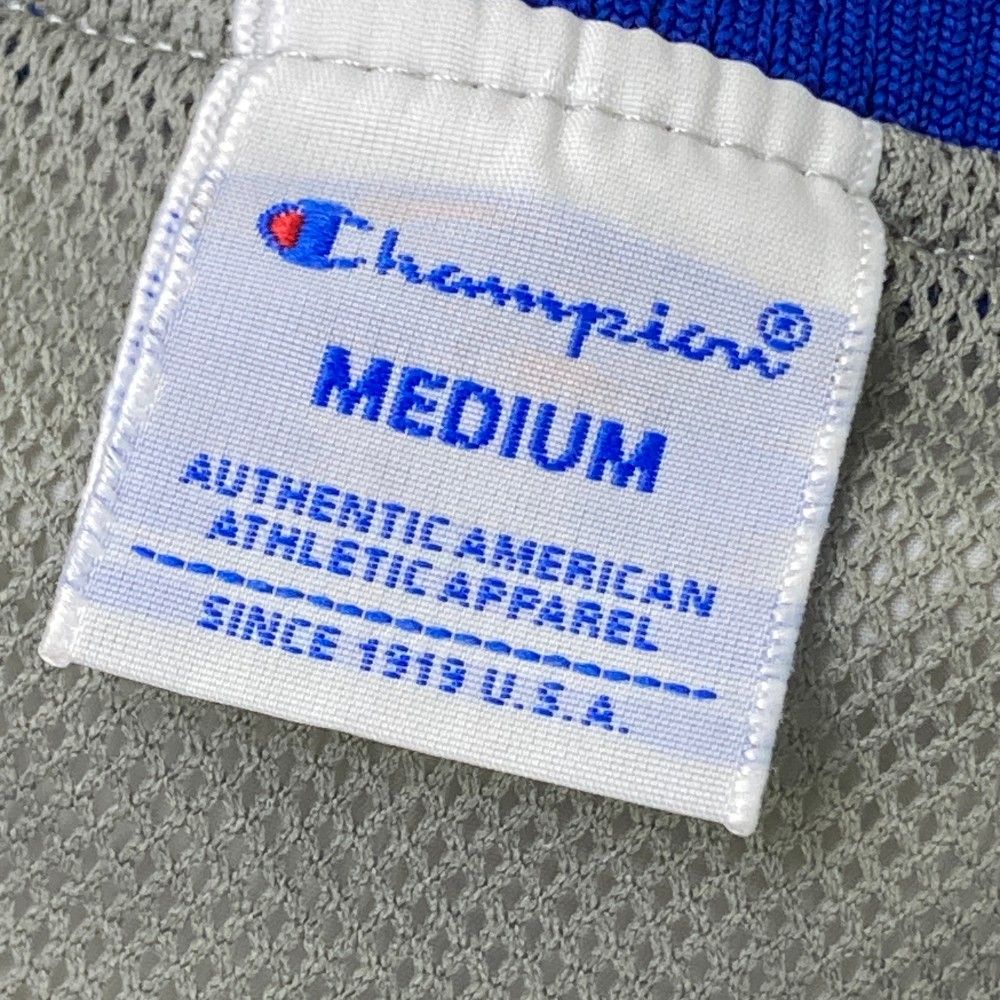 Champion®
MEDIUM
AUTHENTIC AMERICAN
ATHLETIC APPAREL
SINCE 1919 U.S.A.